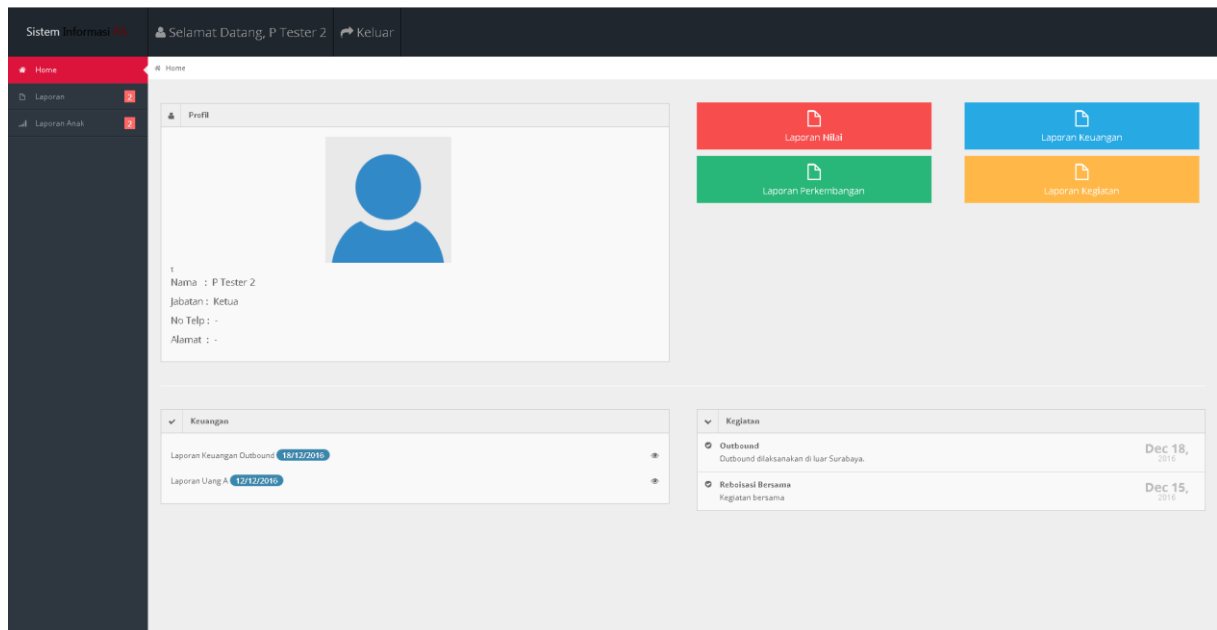 Sistem Informasi
Selamat Datang, P Tester 2
Keluar
Home
Laporan 2
Laporan Anak 2
Home
Profil
t
Nama : P Tester 2
Jabatan : Ketua
No Telp : -
Alamat : -
Laporan Nilai
Laporan Keuangan
Laporan Perkembangan
Laporan Kegiatan
Keuangan
Laporan Keuangan Outbound 18/12/2016
Laporan Uang A 12/12/2016
Kegiatan
Outbound
Outbound dilaksanakan di luar Surabaya.
Dec 18,
2016
Reboisasi Bersama
Kegiatan bersama
Dec 15,
2016